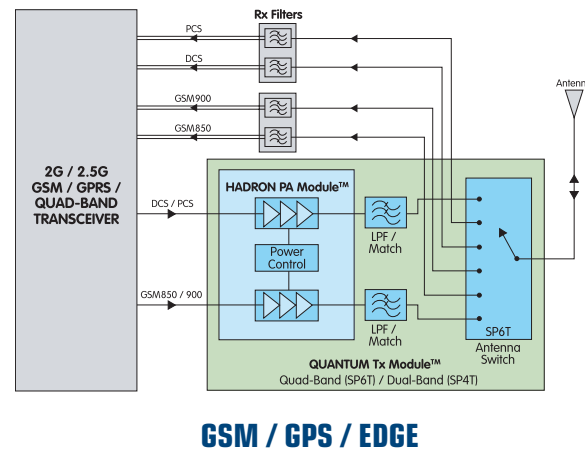 Rx Filters
PCS
DCS
GSM900
GSM850
Antenn
2G / 2.5G
GSM / GPRS /
QUAD-BAND
TRANSCEIVER
HADRON PA Module™
DCS / PCS
LPF /
Match
Power
Control
GSM850 / 900
LPF /
Match
SP6T
Antenna
Switch
QUANTUM Tx Module™
Quad-Band (SP6T) / Dual-Band (SP4T)
GSM / GPS / EDGE